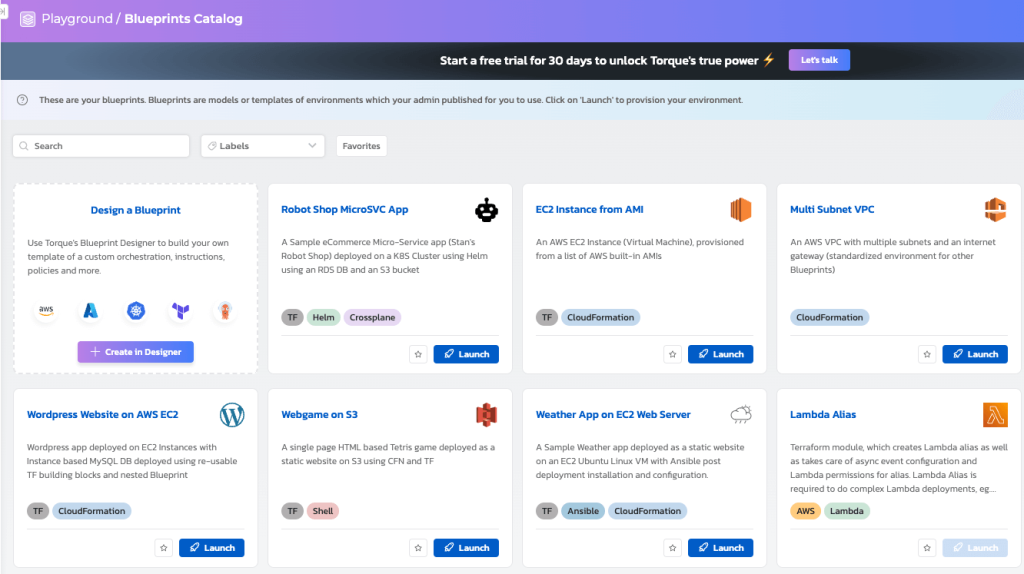 Playground / Blueprints Catalog
Start a free trial for 30 days to unlock Torque's true power ⚡
Let's talk
These are your blueprints. Blueprints are models or templates of environments which your admin published for you to use. Click on 'Launch' to provision your environment.
Search
Labels
Favorites
Design a Blueprint
Use Torque's Blueprint Designer to build your own
template of a custom orchestration, instructions,
policies and more.
aws
+ Create in Designer
Robot Shop MicroSVC App
A Sample eCommerce Micro-Service app (Stan's
Robot Shop) deployed on a K8S Cluster using Helm
using an RDS DB and an S3 bucket
TF Helm Crossplane
Launch
EC2 Instance from AMI
An AWS EC2 Instance (Virtual Machine), provisioned
from a list of AWS built-in AMIs
TF CloudFormation
Launch
Multi Subnet VPC
An AWS VPC with multiple subnets and an internet
gateway (standardized environment for other
Blueprints)
CloudFormation
Launch
Wordpress Website on AWS EC2
Wordpress app deployed on EC2 Instances with
Instance based MySQL DB deployed using re-usable
TF building blocks and nested Blueprint
TF CloudFormation
Launch
Webgame on S3
A single page HTML based Tetris game deployed as a
static website on S3 using CFN and TF
TF Shell
Launch
Weather App on EC2 Web Server
A Sample Weather app deployed as a static website
on an EC2 Ubuntu Linux VM with Ansible post
deployment installation and configuration.
TF Ansible CloudFormation
Launch
Lambda Alias
Terraform module, which creates Lambda alias as well
as takes care of async event configuration and
Lambda permissions for alias. Lambda Alias is
required to do complex Lambda deployments, eg....
AWS Lambda
Launch